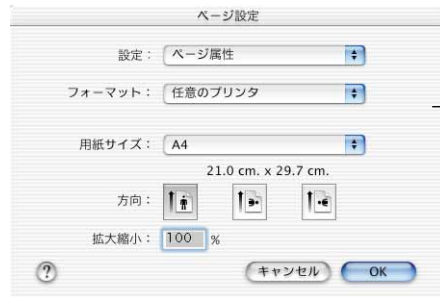 ページ設定
設定： ページ属性
フォーマット： 任意のプリンタ
用紙サイズ： A4
21.0 cm. x 29.7 cm.
方向：
拡大縮小： 100 %
? キャンセル OK